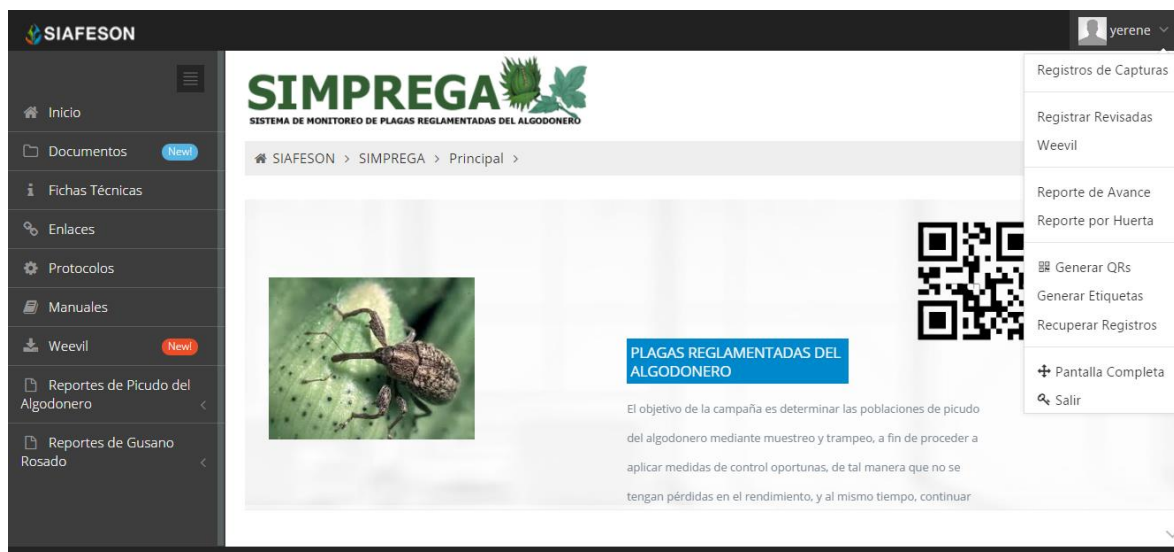 SIAFESON
yerene
Inicio
Documentos New!
Fichas Técnicas
Enlaces
Protocolos
Manuales
Weevil New!
Reportes de Picudo del
Algodonero
Reportes de Gusano
Rosado
SIMPREGA
SISTEMA DE MONITOREO DE PLAGAS REGLAMENTADAS DEL ALGODONERO
SIAFESON > SIMPREGA > Principal >
PLAGAS REGLAMENTADAS DEL
ALGODONERO
El objetivo de la campaña es determinar las poblaciones de picudo
del algodonero mediante muestreo y trampeo, a fin de proceder a
aplicar medidas de control oportunas, de tal manera que no se
tengan pérdidas en el rendimiento, y al mismo tiempo, continuar
Registros de Capturas
Registrar Revisadas
Weevil
Reporte de Avance
Reporte por Huerta
Generar QRs
Generar Etiquetas
Recuperar Registros
Pantalla Completa
Salir